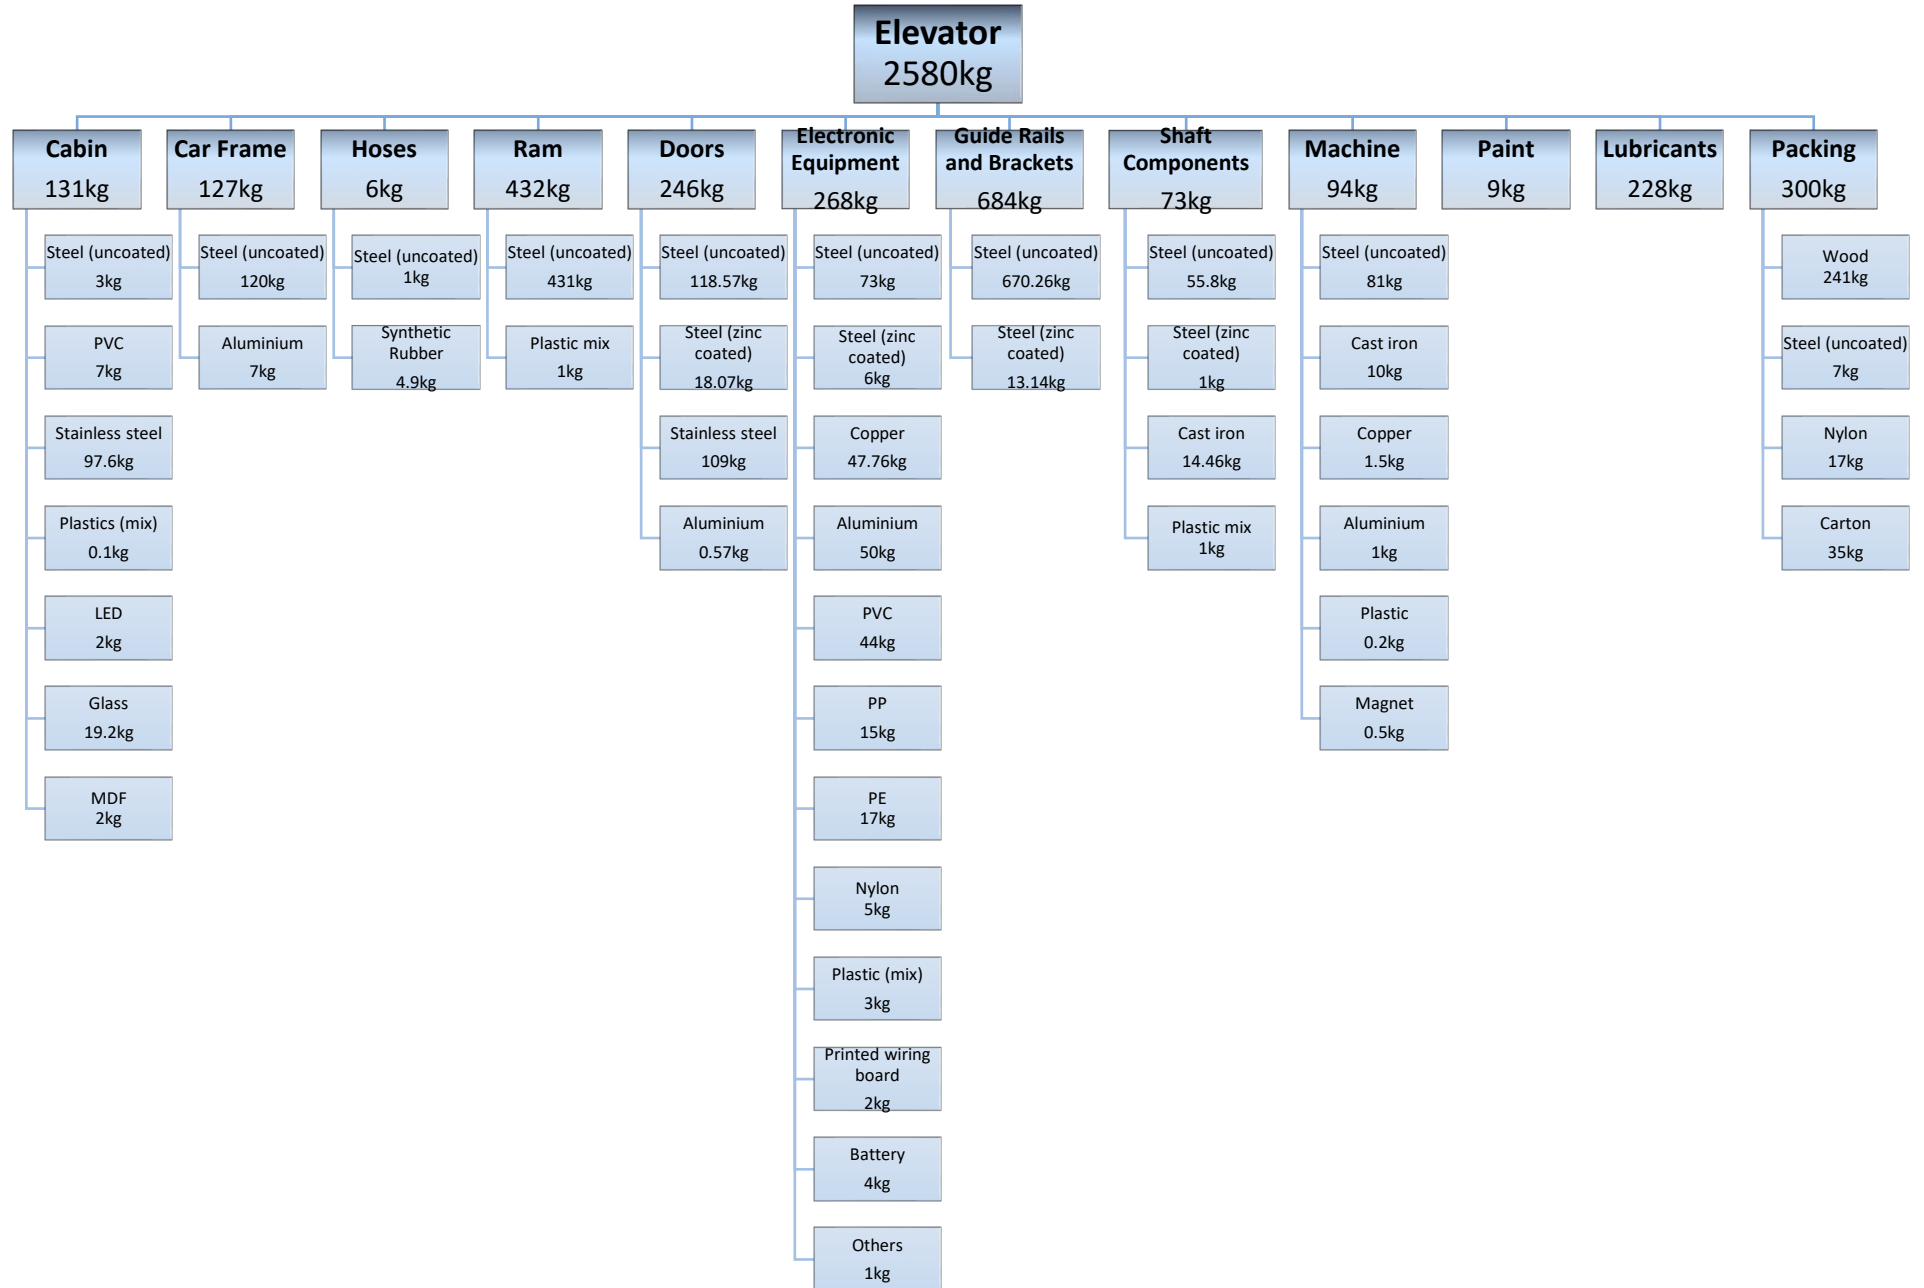 Elevator
2580kg
Cabin
131kg
Steel (uncoated)
3kg
PVC
7kg
Stainless steel
97.6kg
Plastics (mix)
0.1kg
LED
2kg
Glass
19.2kg
MDF
2kg
Car Frame
127kg
Steel (uncoated)
120kg
Aluminium
7kg
Hoses
6kg
Steel (uncoated)
1kg
Synthetic
Rubber
4.9kg
Ram
432kg
Steel (uncoated)
431kg
Plastic mix
1kg
Doors
246kg
Steel (uncoated)
118.57kg
Steel (zinc
coated)
18.07kg
Stainless steel
109kg
Aluminium
0.57kg
Electronic
Equipment
268kg
Steel (uncoated)
73kg
Steel (zinc
coated)
6kg
Copper
47.76kg
Aluminium
50kg
PVC
44kg
PP
15kg
PE
17kg
Nylon
5kg
Plastic (mix)
3kg
Printed wiring
board
2kg
Battery
4kg
Others
1kg
Guide Rails
and Brackets
684kg
Steel (uncoated)
670.26kg
Steel (zinc
coated)
13.14kg
Shaft
Components
73kg
Steel (uncoated)
55.8kg
Steel (zinc
coated)
1kg
Cast iron
14.46kg
Plastic mix
1kg
Machine
94kg
Steel (uncoated)
81kg
Cast iron
10kg
Copper
1.5kg
Aluminium
1kg
Plastic
0.2kg
Magnet
0.5kg
Paint
9kg
Lubricants
228kg
Packing
300kg
Wood
241kg
Steel (uncoated)
7kg
Nylon
17kg
Carton
35kg